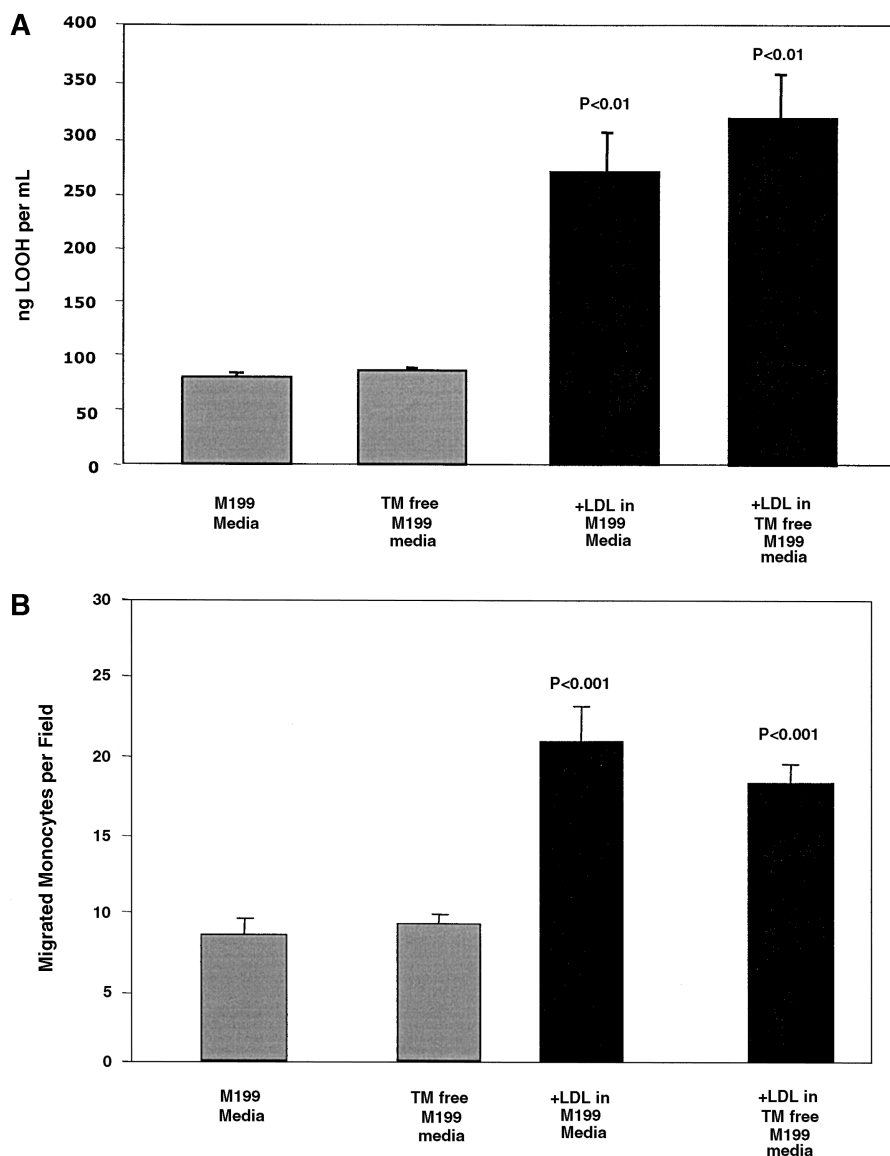 A
400
350
300
250
200
150
100
50
0
ng LOOH per mL
P<0.01
P<0.01
M199
Media
TM free
M199
media
+LDL in
M199
Media
+LDL in
TM free
M199
media
B
30
25
20
15
10
5
0
Migrated Monocytes per Field
P<0.001
P<0.001
M199
Media
TM free
M199
media
+LDL in
M199
Media
+LDL in
TM free
M199
media